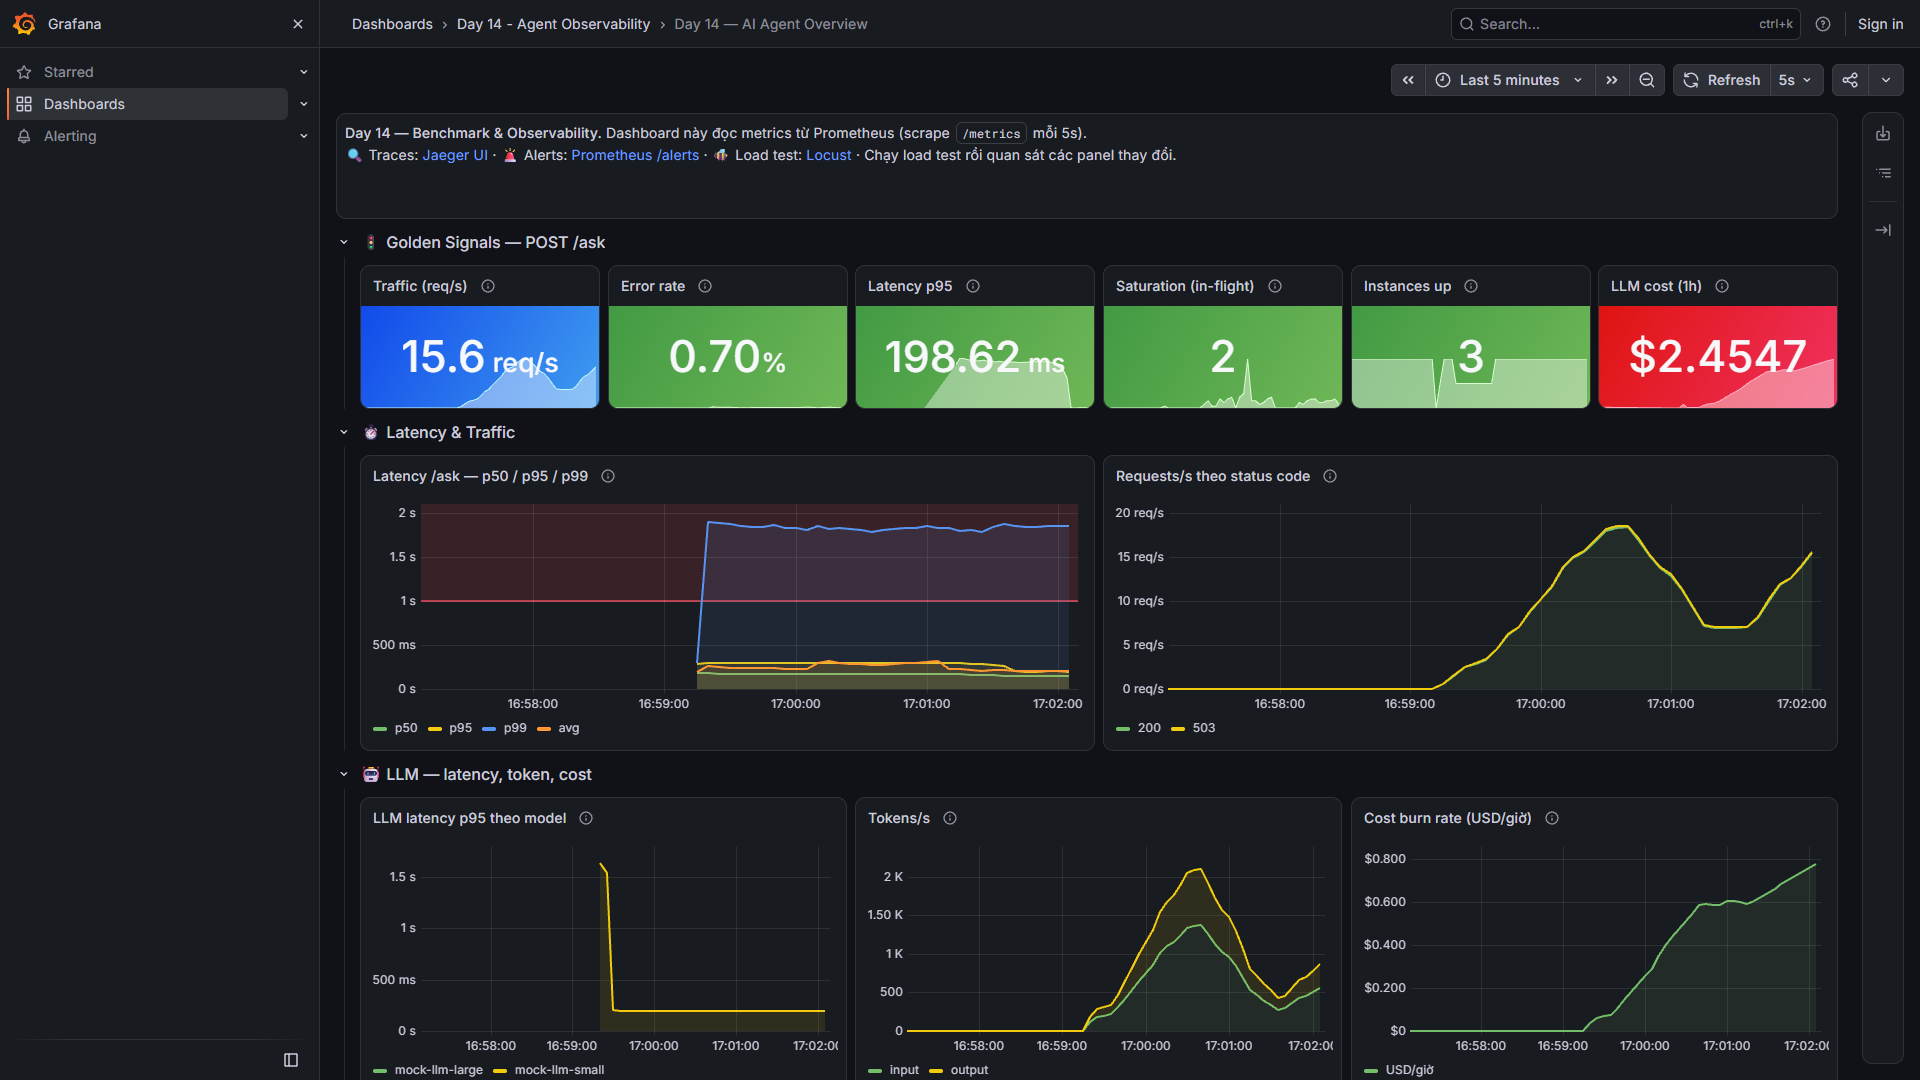 Grafana
Dashboards › Day 14 - Agent Observability › Day 14 — AI Agent Overview
Search... ctrl+k
Sign in
Starred
Dashboards
Alerting
Last 5 minutes
Refresh 5s
Day 14 — Benchmark & Observability. Dashboard này đọc metrics từ Prometheus (scrape /metrics mỗi 5s).
Traces: Jaeger UI · Alerts: Prometheus /alerts · Load test: Locust · Chạy load test rồi quan sát các panel thay đổi.
Golden Signals — POST /ask
Traffic (req/s)
15.6 req/s
Error rate
0.70%
Latency p95
198.62 ms
Saturation (in-flight)
2
Instances up
3
LLM cost (1h)
$2.4547
Latency & Traffic
Latency /ask — p50 / p95 / p99
2 s
1.5 s
1 s
500 ms
0 s
16:58:00 16:59:00 17:00:00 17:01:00 17:02:00
p50 p95 p99 avg
Requests/s theo status code
20 req/s
15 req/s
10 req/s
5 req/s
0 req/s
16:58:00 16:59:00 17:00:00 17:01:00 17:02:00
200 503
LLM — latency, token, cost
LLM latency p95 theo model
1.5 s
1 s
500 ms
0 s
16:58:00 16:59:00 17:00:00 17:01:00 17:02:0
mock-llm-large mock-llm-small
Tokens/s
2 K
1.50 K
1 K
500
0
16:58:00 16:59:00 17:00:00 17:01:00 17:02:0
input output
Cost burn rate (USD/giờ)
$0.800
$0.600
$0.400
$0.200
$0
16:58:00 16:59:00 17:00:00 17:01:00 17:02:0
USD/giờ